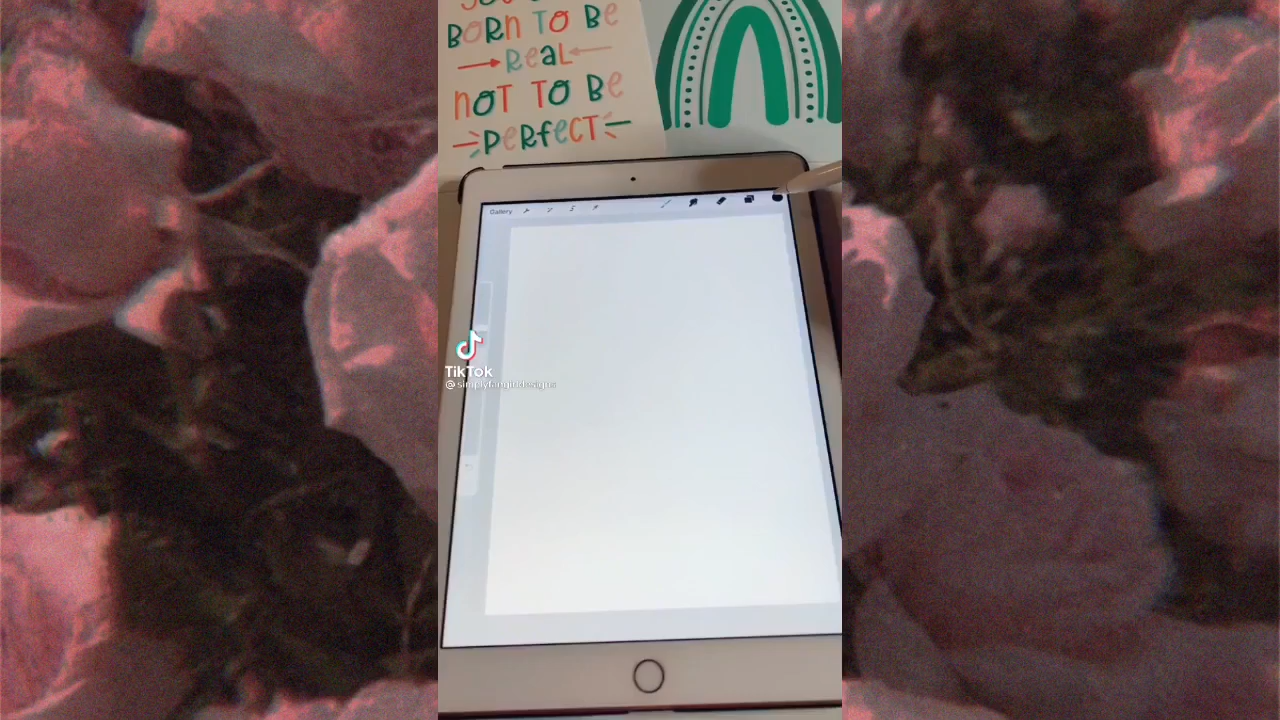 BORN TO BE
REAL
NOT TO BE
PERFECT
Gallery
TikTok